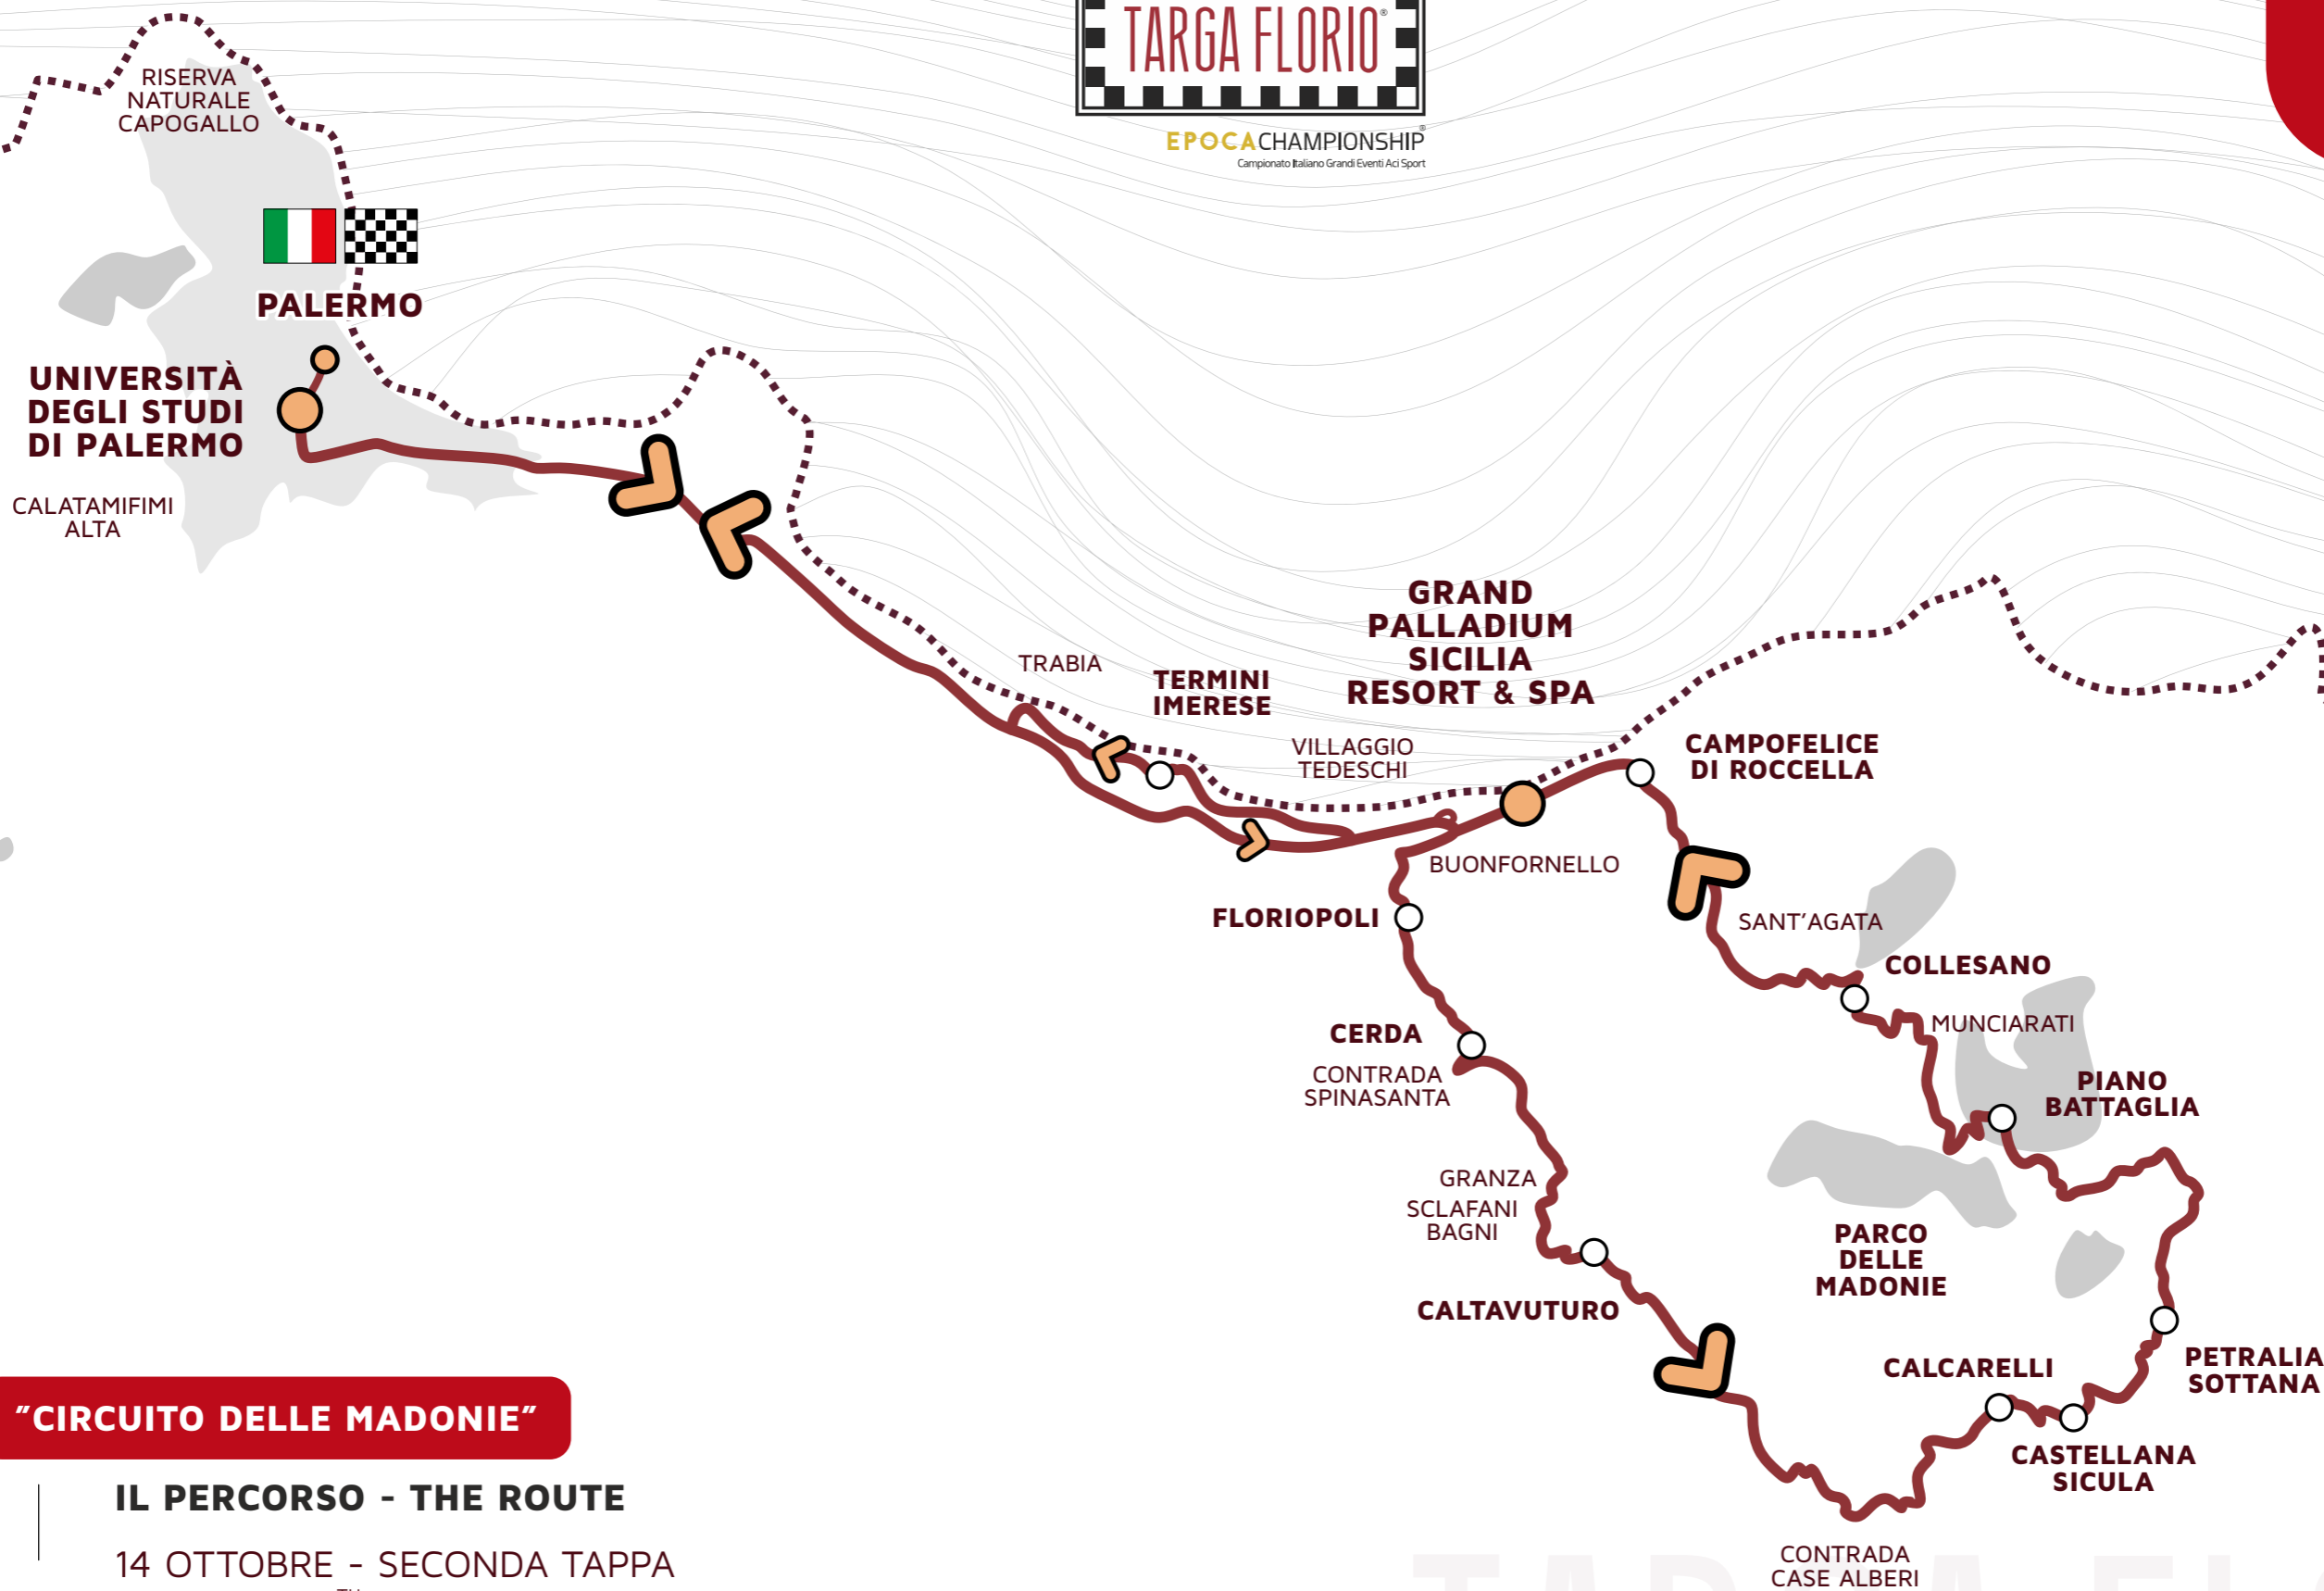 TARGA FLORIO®
EPOCACHAMPIONSHIP®
Campionato Italiano Grandi Eventi Aci Sport
RISERVA
NATURALE
CAPOGALLO
PALERMO
UNIVERSITÀ
DEGLI STUDI
DI PALERMO
CALATAMIFIMI
ALTA
TRABIA
TERMINI
IMERESE
GRAND
PALLADIUM
SICILIA
RESORT & SPA
VILLAGGIO
TEDESCHI
CAMPOFELICE
DI ROCCELLA
BUONFORNELLO
FLORIOPOLI
SANT’AGATA
COLLESANO
MUNCIARATI
CERDA
CONTRADA
SPINASANTA
PIANO
BATTAGLIA
GRANZA
SCLAFANI
BAGNI
PARCO
DELLE
MADONIE
CALTAVUTURO
PETRALIA
SOTTANA
CALCARELLI
CASTELLANA
SICULA
CONTRADA
CASE ALBERI
"CIRCUITO DELLE MADONIE"
IL PERCORSO - THE ROUTE
14 OTTOBRE - SECONDA TAPPA
TH